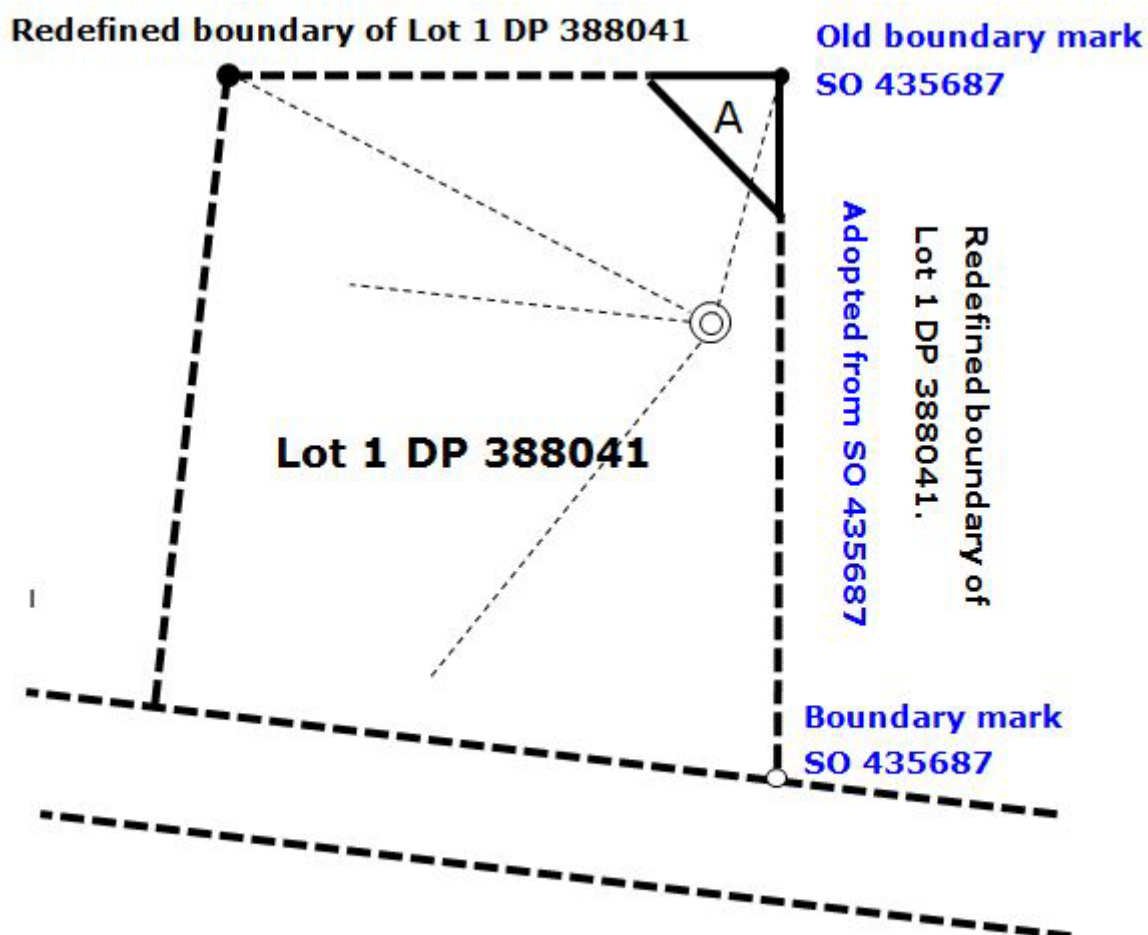 Redefined boundary of Lot 1 DP 388041
Old boundary mark
SO 435687
A
Redefined boundary of
Lot 1 DP 388041.
Adopted from SO 435687
Lot 1 DP 388041
Boundary mark
SO 435687